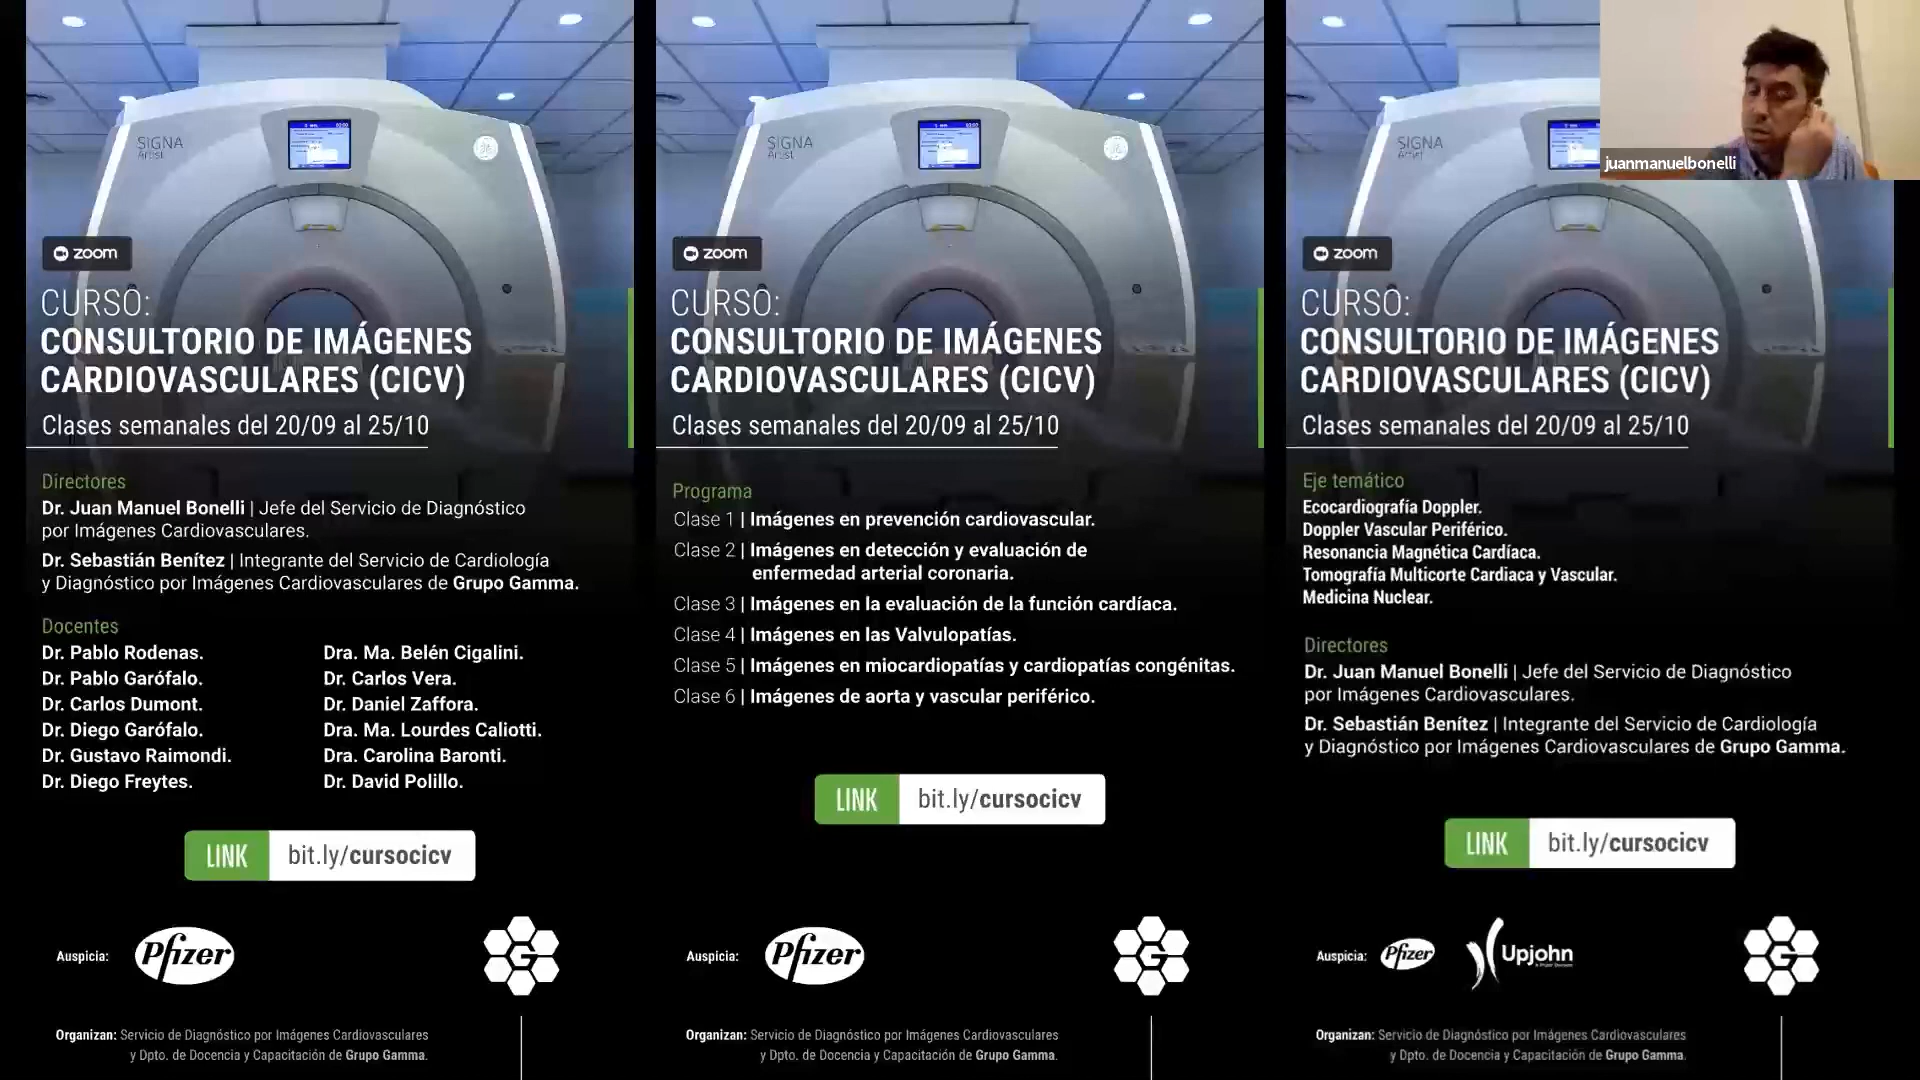 SIGNA
Artist
zoom
CURSO:
CONSULTORIO DE IMÁGENES
CARDIOVASCULARES (CICV)
Clases semanales del 20/09 al 25/10
Directores
Dr. Juan Manuel Bonelli | Jefe del Servicio de Diagnóstico
por Imágenes Cardiovasculares.
Dr. Sebastián Benítez | Integrante del Servicio de Cardiología
y Diagnóstico por Imágenes Cardiovasculares de Grupo Gamma.
Docentes
Dr. Pablo Rodenas.
Dr. Pablo Garófalo.
Dr. Carlos Dumont.
Dr. Diego Garófalo.
Dr. Gustavo Raimondi.
Dr. Diego Freytes.
Dra. Ma. Belén Cigalini.
Dr. Carlos Vera.
Dr. Daniel Zaffora.
Dra. Ma. Lourdes Caliotti.
Dra. Carolina Baronti.
Dr. David Polillo.
LINK bit.ly/cursocicv
Auspicia: Pfizer
G
Organizan: Servicio de Diagnóstico por Imágenes Cardiovasculares
y Dpto. de Docencia y Capacitación de Grupo Gamma.
SIGNA
Artist
zoom
CURSO:
CONSULTORIO DE IMÁGENES
CARDIOVASCULARES (CICV)
Clases semanales del 20/09 al 25/10
Programa
Clase 1 | Imágenes en prevención cardiovascular.
Clase 2 | Imágenes en detección y evaluación de
enfermedad arterial coronaria.
Clase 3 | Imágenes en la evaluación de la función cardíaca.
Clase 4 | Imágenes en las Valvulopatías.
Clase 5 | Imágenes en miocardiopatías y cardiopatías congénitas.
Clase 6 | Imágenes de aorta y vascular periférico.
LINK bit.ly/cursocicv
Auspicia: Pfizer
G
Organizan: Servicio de Diagnóstico por Imágenes Cardiovasculares
y Dpto. de Docencia y Capacitación de Grupo Gamma.
juanmanuelbonelli
SIGNA
Artist
zoom
CURSO:
CONSULTORIO DE IMÁGENES
CARDIOVASCULARES (CICV)
Clases semanales del 20/09 al 25/10
Eje temático
Ecocardiografía Doppler.
Doppler Vascular Periférico.
Resonancia Magnética Cardíaca.
Tomografía Multicorte Cardiaca y Vascular.
Medicina Nuclear.
Directores
Dr. Juan Manuel Bonelli | Jefe del Servicio de Diagnóstico
por Imágenes Cardiovasculares.
Dr. Sebastián Benítez | Integrante del Servicio de Cardiología
y Diagnóstico por Imágenes Cardiovasculares de Grupo Gamma.
LINK bit.ly/cursocicv
Auspicia: Pfizer Upjohn
G
Organizan: Servicio de Diagnóstico por Imágenes Cardiovasculares
y Dpto. de Docencia y Capacitación de Grupo Gamma.